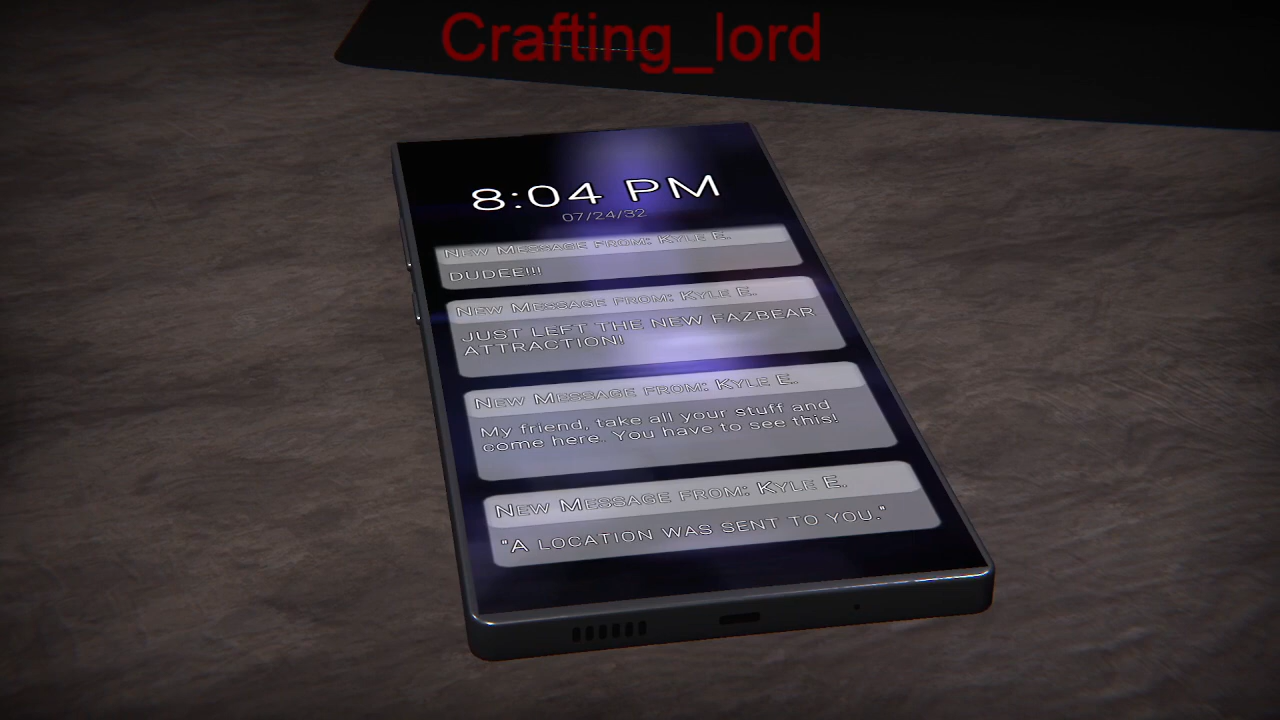 Crafting_lord
8:04 PM
07/24/32
New Message from: Kyle E.
DUDEE!!!
New Message from: Kyle E.
JUST LEFT THE NEW FAZBEAR
ATTRACTION!
New Message from: Kyle E.
My friend, take all your stuff and
come here. You have to see this!
New Message from: Kyle E.
"A LOCATION WAS SENT TO YOU."